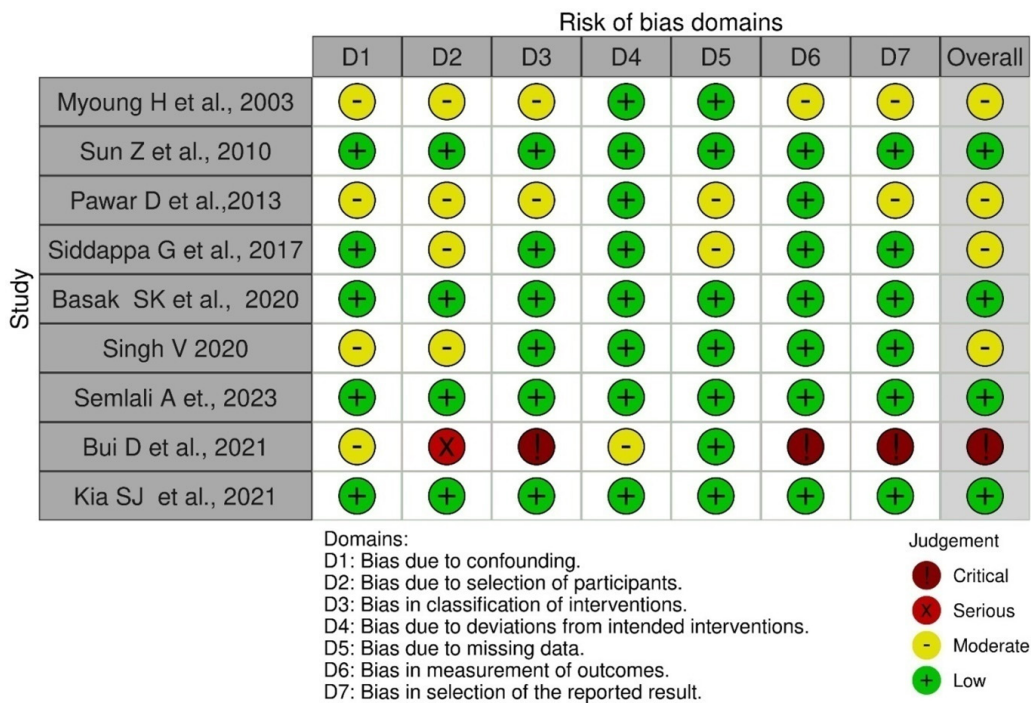 Risk of bias domains
D1 D2 D3 D4 D5 D6 D7 Overall
Study
Myoung H et al., 2003 - - - + + - - -
Sun Z et al., 2010 + + + + + + + +
Pawar D et al.,2013 - - - + - + - -
Siddappa G et al., 2017 + - + + - + + -
Basak SK et al., 2020 + + + + + + + +
Singh V 2020 - - + + + + + -
Semlali A et., 2023 + + + + + + + +
Bui D et al., 2021 - X ! - + ! ! !
Kia SJ et al., 2021 + + + + + + + +
Domains:
D1: Bias due to confounding.
D2: Bias due to selection of participants.
D3: Bias in classification of interventions.
D4: Bias due to deviations from intended interventions.
D5: Bias due to missing data.
D6: Bias in measurement of outcomes.
D7: Bias in selection of the reported result.
Judgement
! Critical
X Serious
- Moderate
+ Low